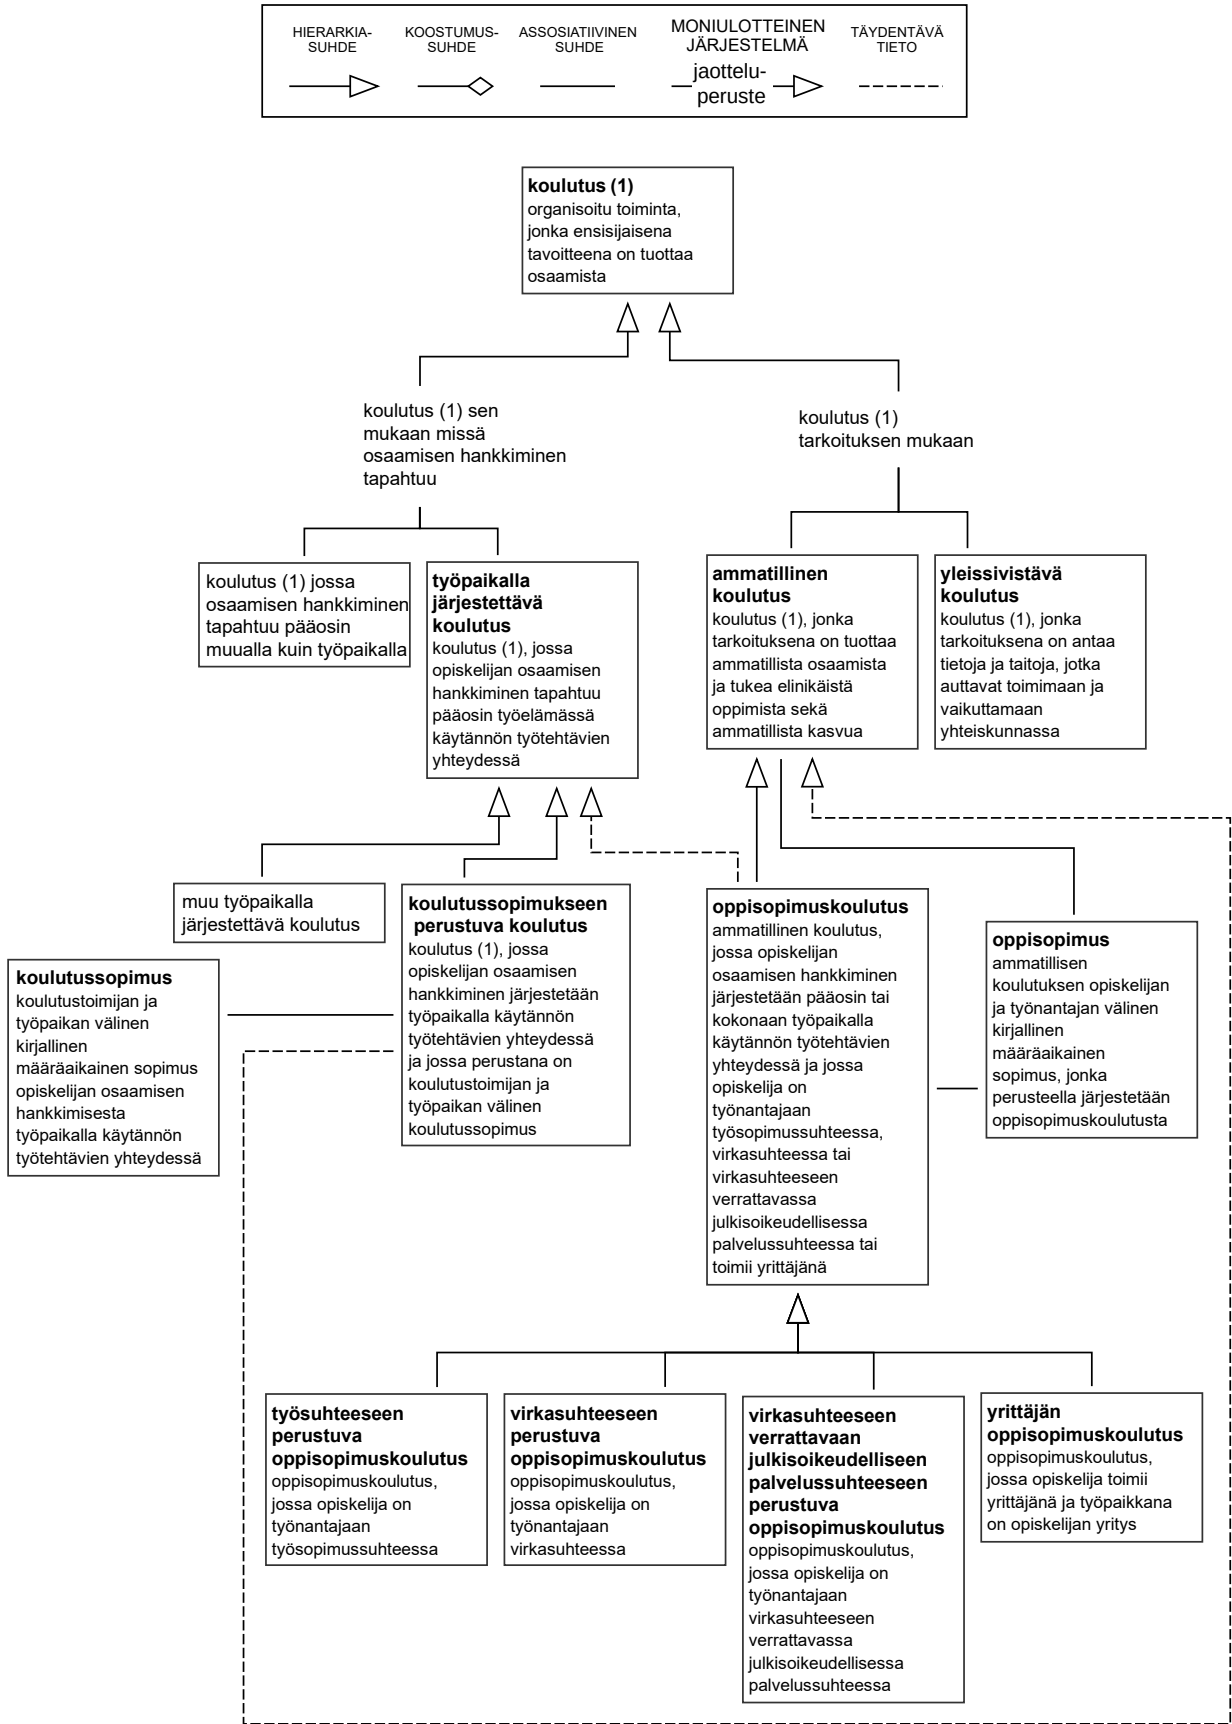 HIERARKIA-
SUHDE
KOOSTUMUS-
SUHDE
ASSOSIATIIVINEN
SUHDE
MONIULOTTEINEN
JÄRJESTELMÄ
jaottelu-
peruste
TÄYDENTÄVÄ
TIETO
koulutus (1)
organisoitu toiminta,
jonka ensisijaisena
tavoitteena on tuottaa
osaamista
koulutus (1) sen
mukaan missä
osaamisen hankkiminen
tapahtuu
koulutus (1)
tarkoituksen mukaan
koulutus (1) jossa
osaamisen hankkiminen
tapahtuu pääosin
muualla kuin työpaikalla
työpaikalla
järjestettävä
koulutus
koulutus (1), jossa
opiskelijan osaamisen
hankkiminen tapahtuu
pääosin työelämässä
käytännön työtehtävien
yhteydessä
ammatillinen
koulutus
koulutus (1), jonka
tarkoituksena on tuottaa
ammatillista osaamista
ja tukea elinikäistä
oppimista sekä
ammatillista kasvua
yleissivistävä
koulutus
koulutus (1), jonka
tarkoituksena on antaa
tietoja ja taitoja, jotka
auttavat toimimaan ja
vaikuttamaan
yhteiskunnassa
muu työpaikalla
järjestettävä koulutus
koulutussopimus
koulutustoimijan ja
työpaikan välinen
kirjallinen
määräaikainen sopimus
opiskelijan osaamisen
hankkimisesta
työpaikalla käytännön
työtehtävien yhteydessä
koulutussopimukseen
perustuva koulutus
koulutus (1), jossa
opiskelijan osaamisen
hankkiminen järjestetään
työpaikalla käytännön
työtehtävien yhteydessä
ja jossa perustana on
koulutustoimijan ja
työpaikan välinen
koulutussopimus
oppisopimuskoulutus
ammatillinen koulutus,
jossa opiskelijan
osaamisen hankkiminen
järjestetään pääosin tai
kokonaan työpaikalla
käytännön työtehtävien
yhteydessä ja jossa
opiskelija on
työnantajaan
työsopimussuhteessa,
virkasuhteessa tai
virkasuhteeseen
verrattavassa
julkisoikeudellisessa
palvelussuhteessa tai
toimii yrittäjänä
oppisopimus
ammatillisen
koulutuksen opiskelijan
ja työnantajan välinen
kirjallinen
määräaikainen
sopimus, jonka
perusteella järjestetään
oppisopimuskoulutusta
työsuhteeseen
perustuva
oppisopimuskoulutus
oppisopimuskoulutus,
jossa opiskelija on
työnantajaan
työsopimussuhteessa
virkasuhteeseen
perustuva
oppisopimuskoulutus
oppisopimuskoulutus,
jossa opiskelija on
työnantajaan
virkasuhteessa
virkasuhteeseen
verrattavaan
julkisoikeudelliseen
palvelussuhteeseen
perustuva
oppisopimuskoulutus
oppisopimuskoulutus,
jossa opiskelija on
työnantajaan
virkasuhteeseen
verrattavassa
julkisoikeudellisessa
palvelussuhteessa
yrittäjän
oppisopimuskoulutus
oppisopimuskoulutus,
jossa opiskelija toimii
yrittäjänä ja työpaikkana
on opiskelijan yritys